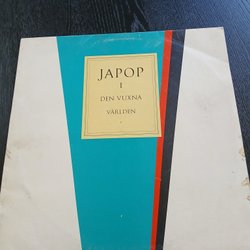 JAPOP
I
DEN VUXNA
VÄRLDEN